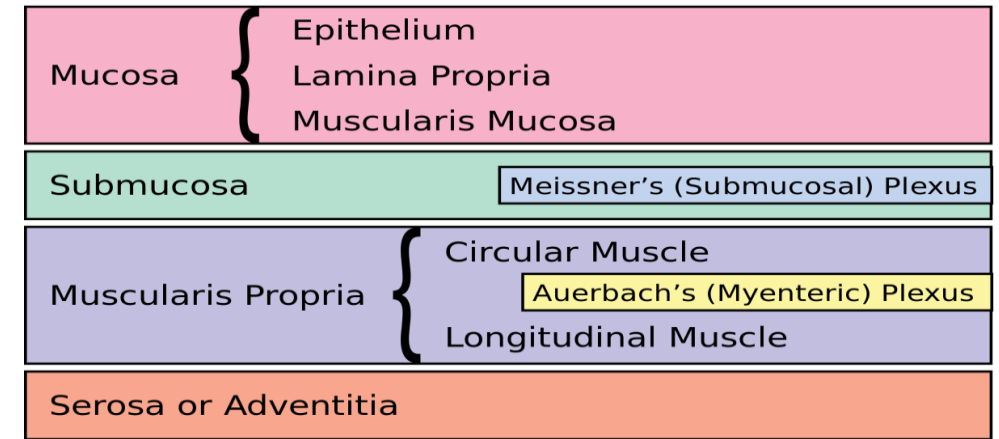 Mucosa
Epithelium
Lamina Propria
Muscularis Mucosa
Submucosa
Meissner’s (Submucosal) Plexus
Muscularis Propria
Circular Muscle
Auerbach’s (Myenteric) Plexus
Longitudinal Muscle
Serosa or Adventitia